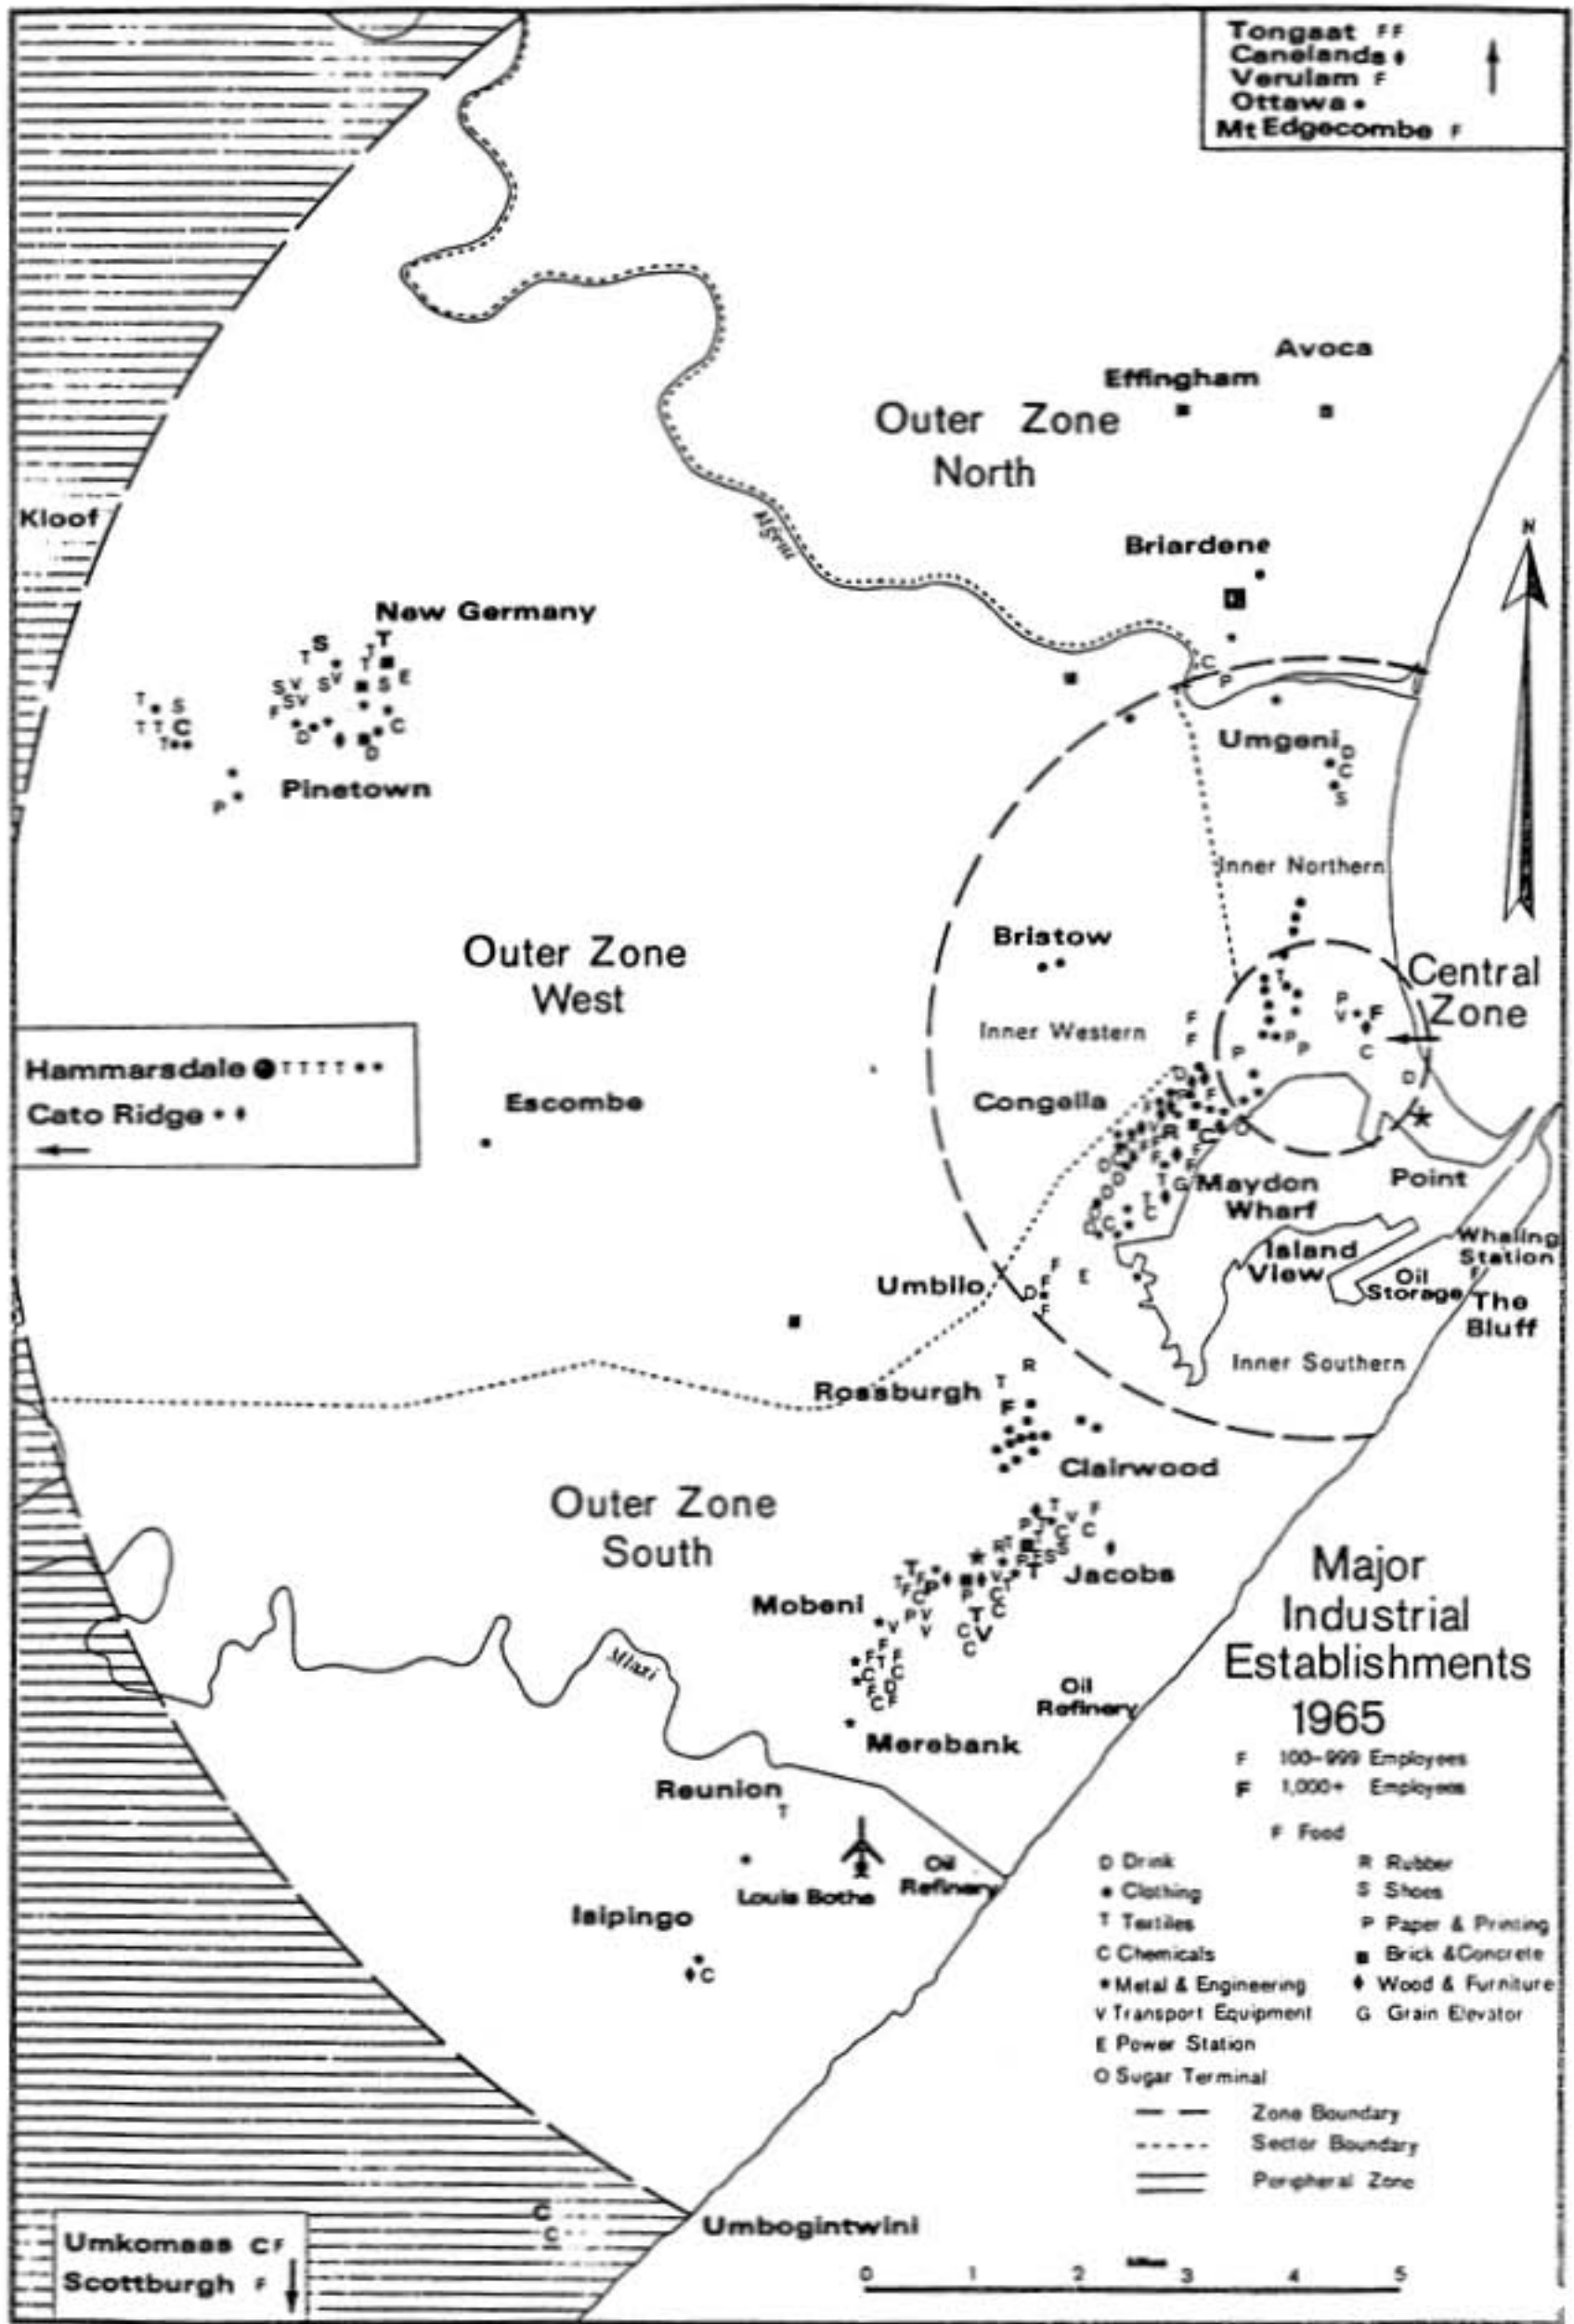 Tongaat F F
Canelands ♦
Verulam F
Ottawa •
Mt Edgecombe F
Avoca
Effingham
Outer Zone
North
N
Kloof
Briardene
New Germany
Umgeni
Pinetown
Inner Northern
Bristow
Outer Zone
West
Central
Zone
Inner Western
Hammarsdale ● T T T T • •
Cato Ridge • ♦
Escombe
Congella
Maydon
Wharf
Point
Island
View
Whaling
Station
Oil
Storage
The
Bluff
Umbilo
Inner Southern
Rossburgh
Clairwood
Outer Zone
South
Jacobs
Mobeni
Mlazi
Oil
Refinery
Merebank
Reunion
Louis Botha
Oil
Refinery
Isipingo
Major
Industrial
Establishments
1965
F 100-999 Employees
F 1,000+ Employees
F Food
D Drink
R Rubber
• Clothing
S Shoes
T Textiles
P Paper & Printing
C Chemicals
■ Brick & Concrete
* Metal & Engineering
♦ Wood & Furniture
V Transport Equipment
G Grain Elevator
E Power Station
O Sugar Terminal
Zone Boundary
Sector Boundary
Peripheral Zone
Umbogintwini
Umkomaas C F
Scottburgh F
0 1 2 3 4 5